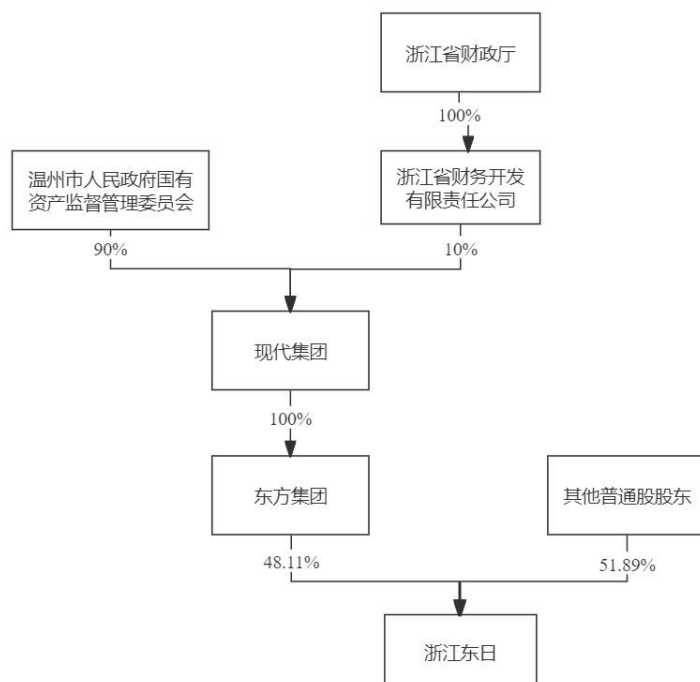 浙江省财政厅
100%
温州市人民政府国有
资产监督管理委员会
浙江省财务开发
有限责任公司
90%
10%
现代集团
100%
东方集团
其他普通股股东
48.11%
51.89%
浙江东日